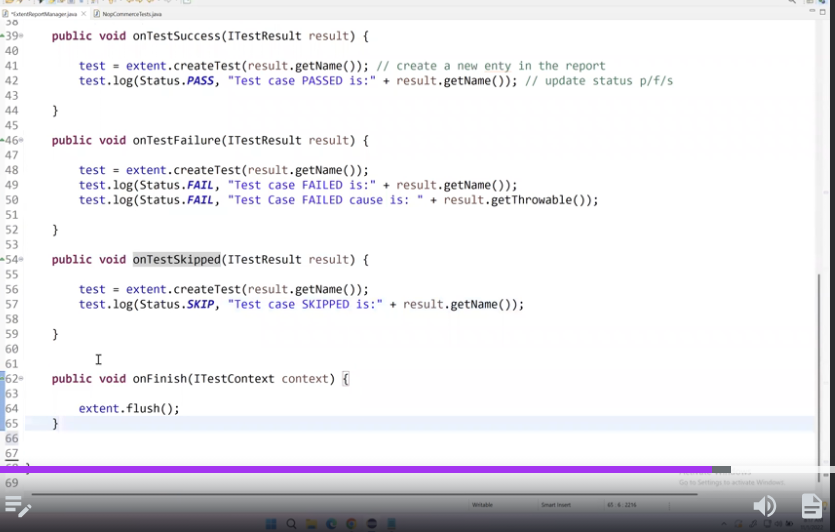 *ExtentReportManager.java NopCommerceTests.java
38
39 public void onTestSuccess(ITestResult result) {
40
41 test = extent.createTest(result.getName()); // create a new enty in the report
42 test.log(Status.PASS, "Test case PASSED is:" + result.getName()); // update status p/f/s
43
44 }
45
46 public void onTestFailure(ITestResult result) {
47
48 test = extent.createTest(result.getName());
49 test.log(Status.FAIL, "Test case FAILED is:" + result.getName());
50 test.log(Status.FAIL, "Test Case FAILED cause is: " + result.getThrowable());
51
52 }
53
54 public void onTestSkipped(ITestResult result) {
55
56 test = extent.createTest(result.getName());
57 test.log(Status.SKIP, "Test case SKIPPED is:" + result.getName());
58
59 }
60
61
62 public void onFinish(ITestContext context) {
63
64 extent.flush();
65 }
66
67
68 }
69
Go to Settings to activate Windows.
Writable Smart Insert